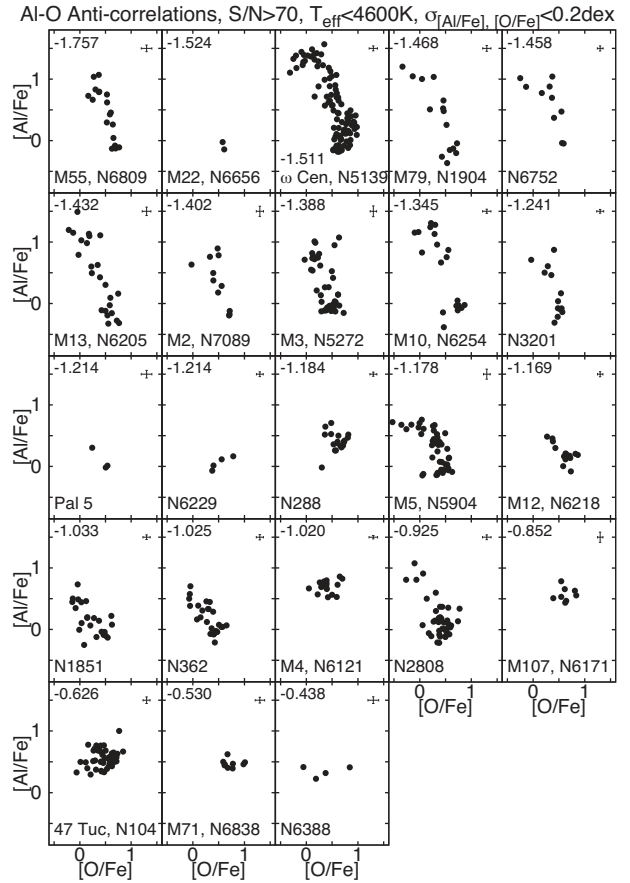 Al-O Anti-correlations, S/N>70, T_eff<4600K, σ_[Al/Fe], [O/Fe]<0.2dex
-1.757 -1.524 -1.468 -1.458
[Al/Fe] 1 0
-1.511
M55, N6809 M22, N6656 ω Cen, N5139 M79, N1904 N6752
-1.432 -1.402 -1.388 -1.345 -1.241
[Al/Fe] 1 0
M13, N6205 M2, N7089 M3, N5272 M10, N6254 N3201
-1.214 -1.214 -1.184 -1.178 -1.169
[Al/Fe] 1 0
Pal 5 N6229 N288 M5, N5904 M12, N6218
-1.033 -1.025 -1.020 -0.925 -0.852
[Al/Fe] 1 0
N1851 N362 M4, N6121 N2808 M107, N6171
-0.626 -0.530 -0.438 0 1 0 1
[O/Fe] [O/Fe]
[Al/Fe] 1 0
47 Tuc, N104 M71, N6838 N6388
0 1 0 1 0 1
[O/Fe] [O/Fe] [O/Fe]